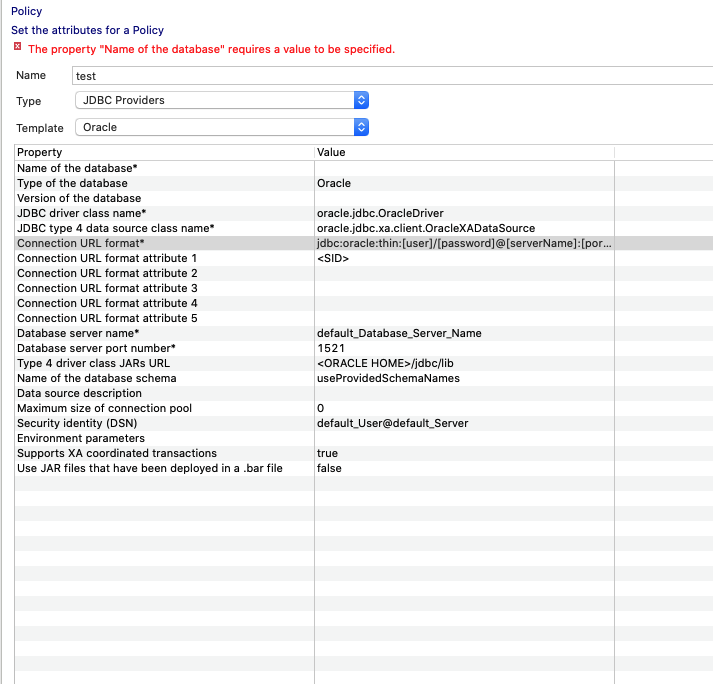 Policy
Set the attributes for a Policy
The property "Name of the database" requires a value to be specified.
Name test
Type JDBC Providers
Template Oracle
Property Value
Name of the database*
Type of the database Oracle
Version of the database
JDBC driver class name* oracle.jdbc.OracleDriver
JDBC type 4 data source class name* oracle.jdbc.xa.client.OracleXADataSource
Connection URL format* jdbc:oracle:thin:[user]/[password]@[serverName]:[por...
Connection URL format attribute 1 <SID>
Connection URL format attribute 2
Connection URL format attribute 3
Connection URL format attribute 4
Connection URL format attribute 5
Database server name* default_Database_Server_Name
Database server port number* 1521
Type 4 driver class JARs URL <ORACLE HOME>/jdbc/lib
Name of the database schema useProvidedSchemaNames
Data source description
Maximum size of connection pool 0
Security identity (DSN) default_User@default_Server
Environment parameters
Supports XA coordinated transactions true
Use JAR files that have been deployed in a .bar file false